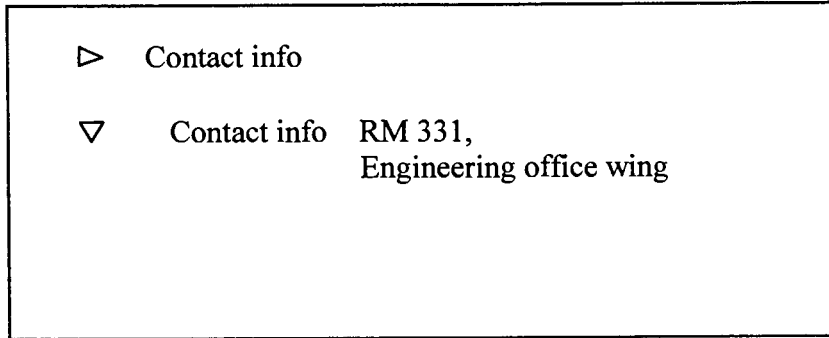 Contact info
Contact info RM 331,
Engineering office wing